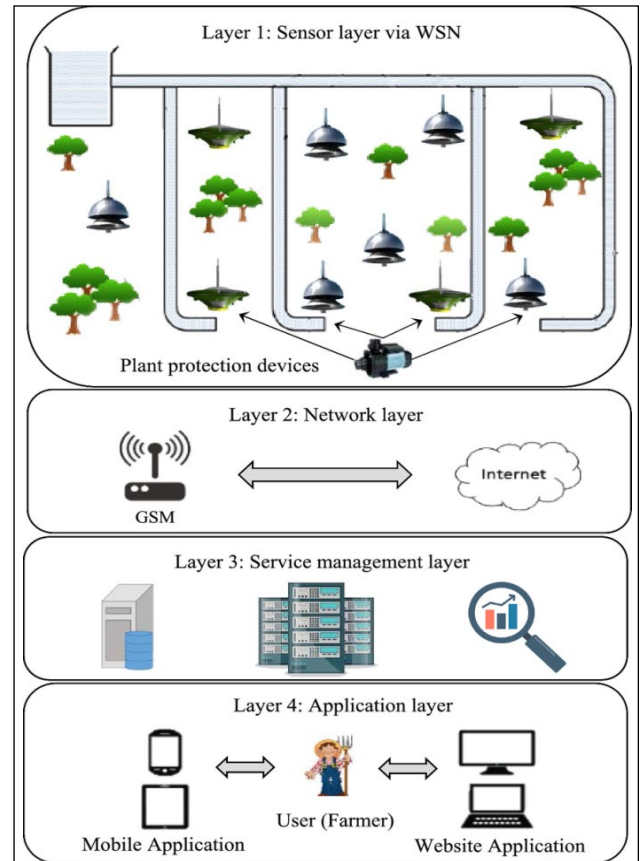 Layer 1: Sensor layer via WSN
Plant protection devices
Layer 2: Network layer
Internet
GSM
Layer 3: Service management layer
Layer 4: Application layer
User (Farmer)
Mobile Application
Website Application